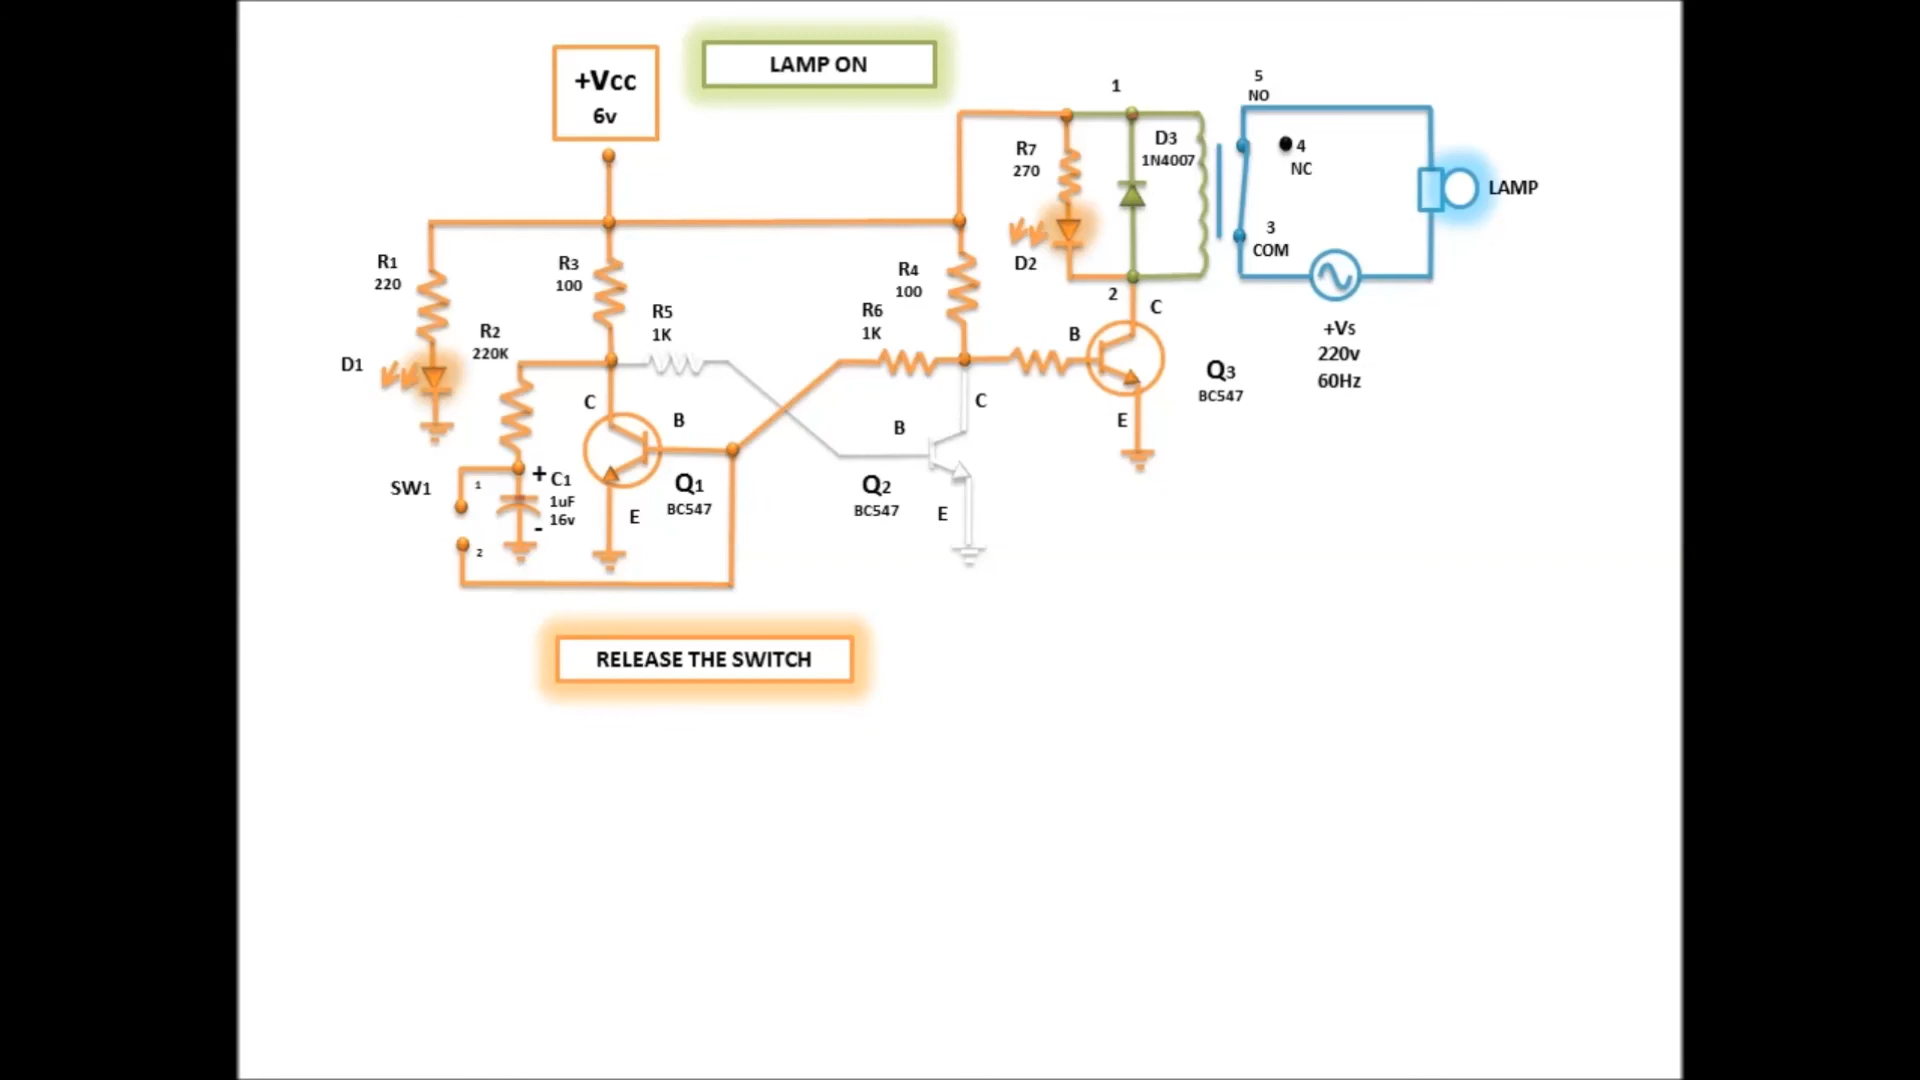 +Vcc
6v
LAMP ON
1
5
NO
D3
1N4007
R7
270
4
NC
LAMP
3
COM
D2
R1
220
R3
100
R4
100
2
C
R5
1K
R6
1K
B
+Vs
220v
60Hz
R2
220K
D1
Q3
BC547
C
B
C
B
E
SW1
1
+
C1
1uF
16v
-
2
Q1
BC547
E
Q2
BC547
E
RELEASE THE SWITCH